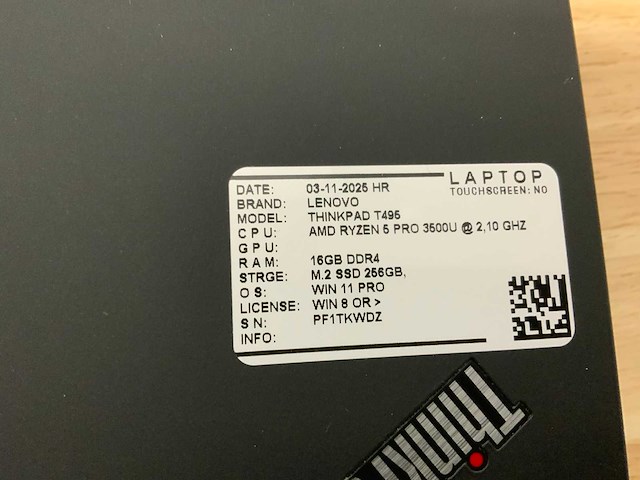 LAPTOP
TOUCHSCREEN: NO
DATE: 03-11-2025 HR
BRAND: LENOVO
MODEL: THINKPAD T495
CPU: AMD RYZEN 5 PRO 3500U @ 2,10 GHZ
GPU:
RAM: 16GB DDR4
STRGE: M.2 SSD 256GB,
OS: WIN 11 PRO
LICENSE: WIN 8 OR >
SN: PF1TKWDZ
INFO:
Think